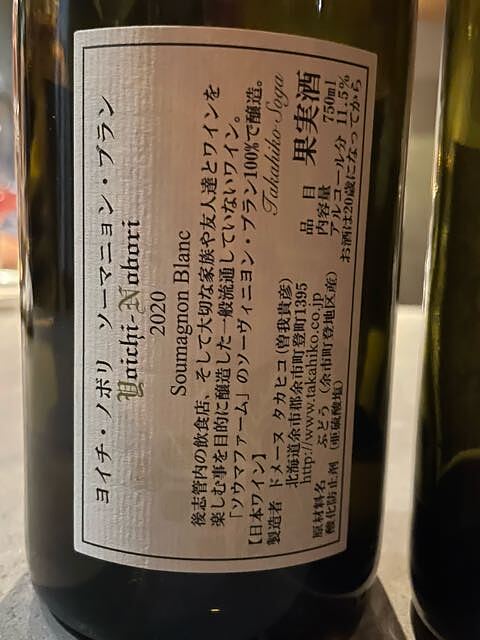 ヨイチ・ノボリ ソーマニョン・ブラン
Yoichi-Nobori
2020
Soumagnon Blanc
後志管内の飲食店、そして大切な家族や友人達とワインを
楽しむ事を目的に醸造した一般流通していないワイン。
「ソウマファーム」のソーヴィニヨン・ブラン100%で醸造。
Takahiko Soga
【日本ワイン】
製造者 ドメーヌ タカヒコ(曽我貴彦)
北海道余市郡余市町登町1395
http://www.takahiko.co.jp
原材料名 ぶどう(余市町登地区産)
酸化防止剤(亜硫酸塩)
品目 果実酒
内容量 750ml
アルコール分 11.5%
お酒は20歳になってから